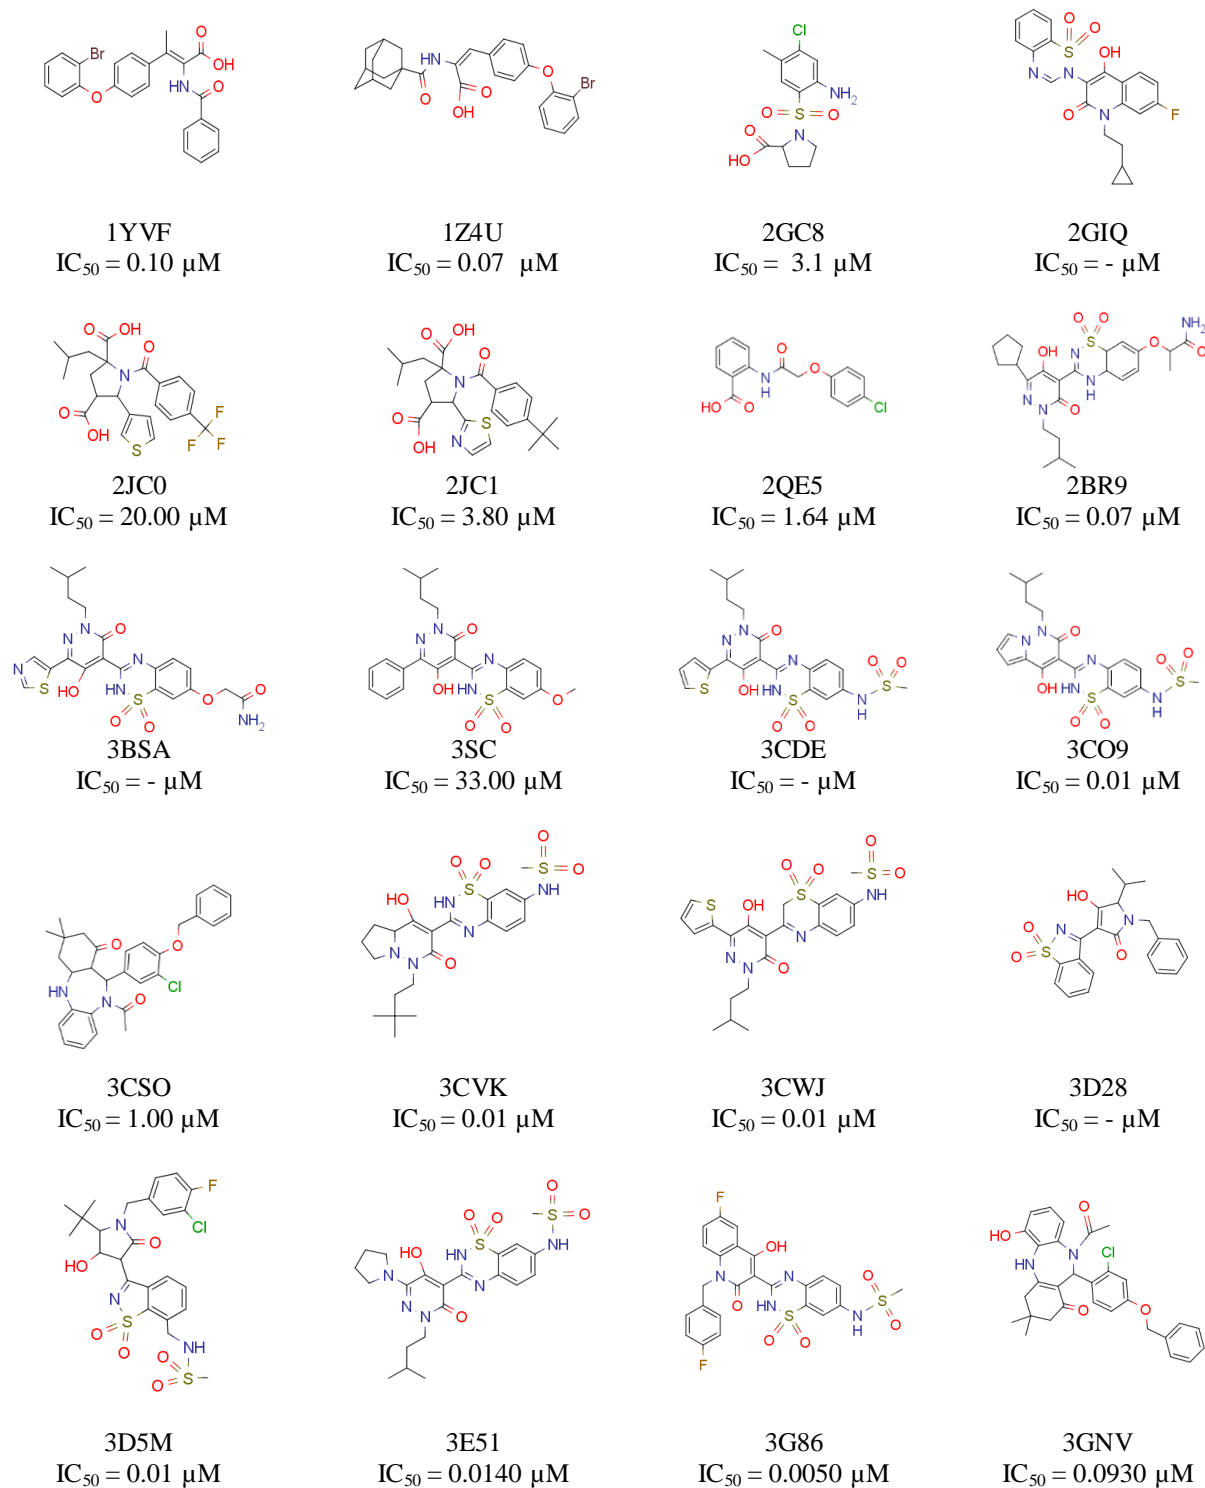 1YVF
IC₅₀ = 0.10 µM
1Z4U
IC₅₀ = 0.07 µM
2GC8
IC₅₀ = 3.1 µM
2GIQ
IC₅₀ = - µM
2JC0
IC₅₀ = 20.00 µM
2JC1
IC₅₀ = 3.80 µM
2QE5
IC₅₀ = 1.64 µM
2BR9
IC₅₀ = 0.07 µM
3BSA
IC₅₀ = - µM
3SC
IC₅₀ = 33.00 µM
3CDE
IC₅₀ = - µM
3CO9
IC₅₀ = 0.01 µM
3CSO
IC₅₀ = 1.00 µM
3CVK
IC₅₀ = 0.01 µM
3CWJ
IC₅₀ = 0.01 µM
3D28
IC₅₀ = - µM
3D5M
IC₅₀ = 0.01 µM
3E51
IC₅₀ = 0.0140 µM
3G86
IC₅₀ = 0.0050 µM
3GNV
IC₅₀ = 0.0930 µM